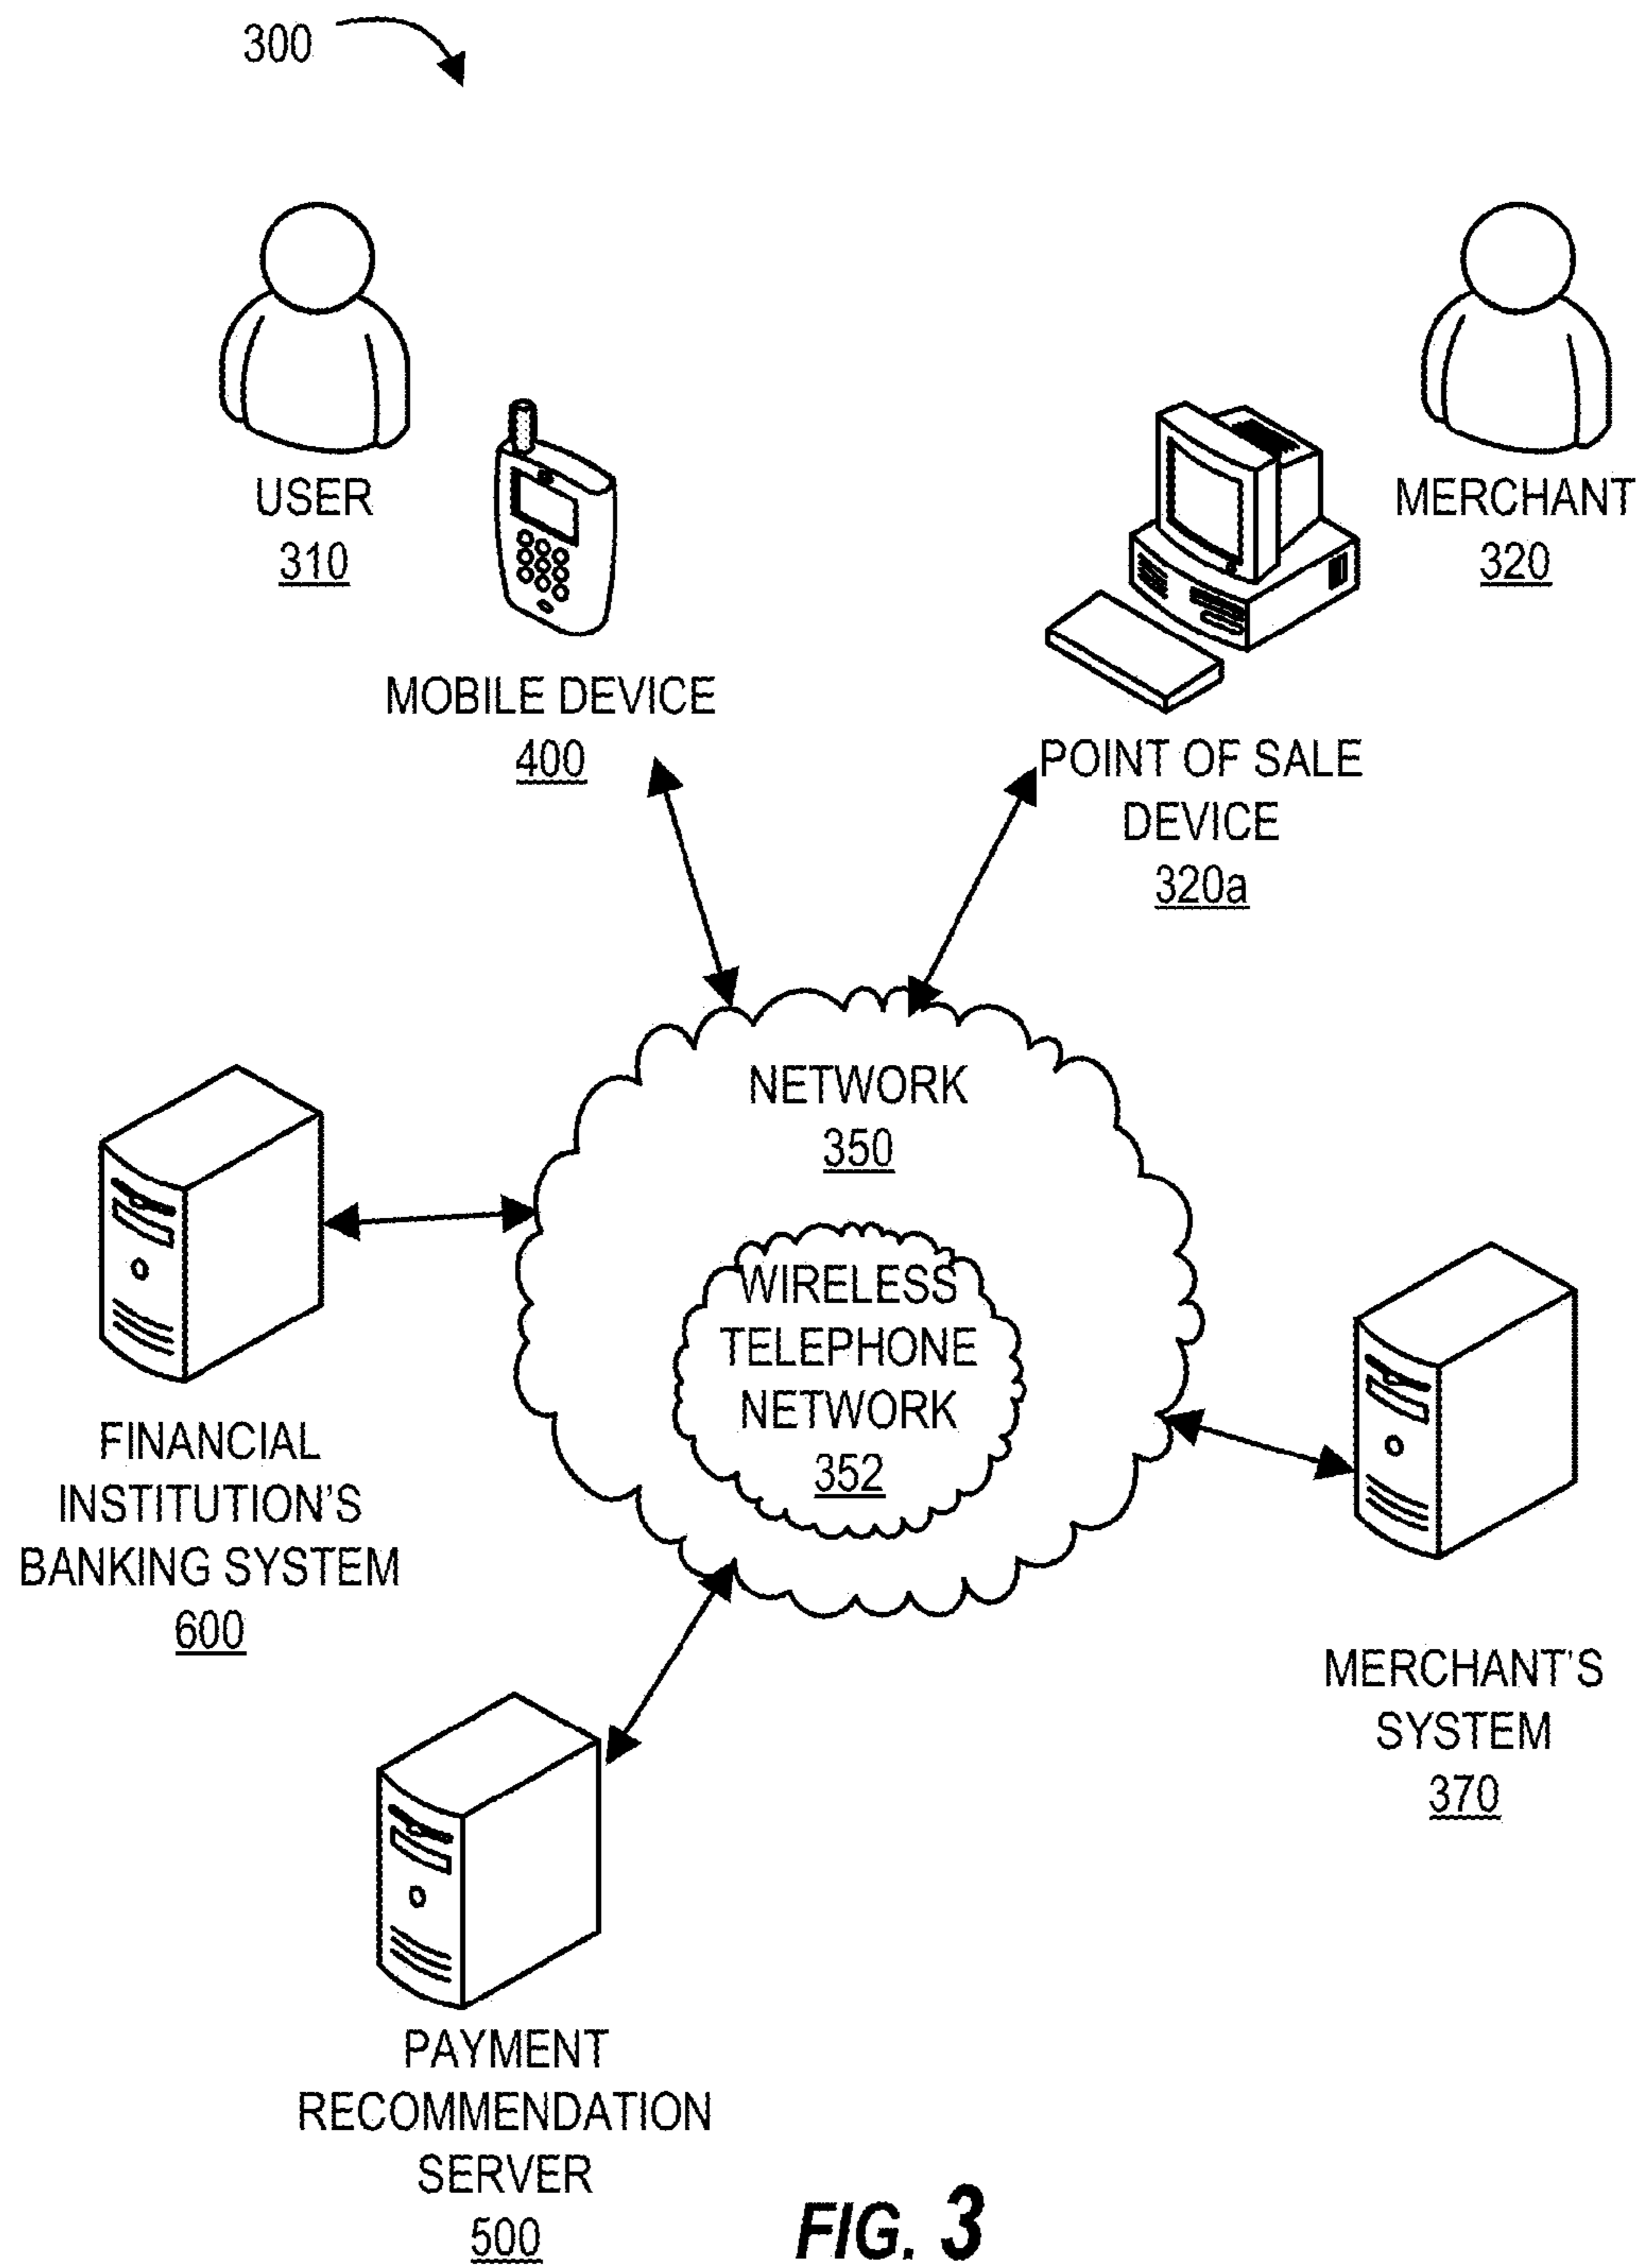 300
USER
310
MERCHANT
320
MOBILE DEVICE
400
POINT OF SALE
DEVICE
320a
NETWORK
350
WIRELESS
TELEPHONE
NETWORK
352
FINANCIAL
INSTITUTION'S
BANKING SYSTEM
600
MERCHANT'S
SYSTEM
370
PAYMENT
RECOMMENDATION
SERVER
500
FIG. 3